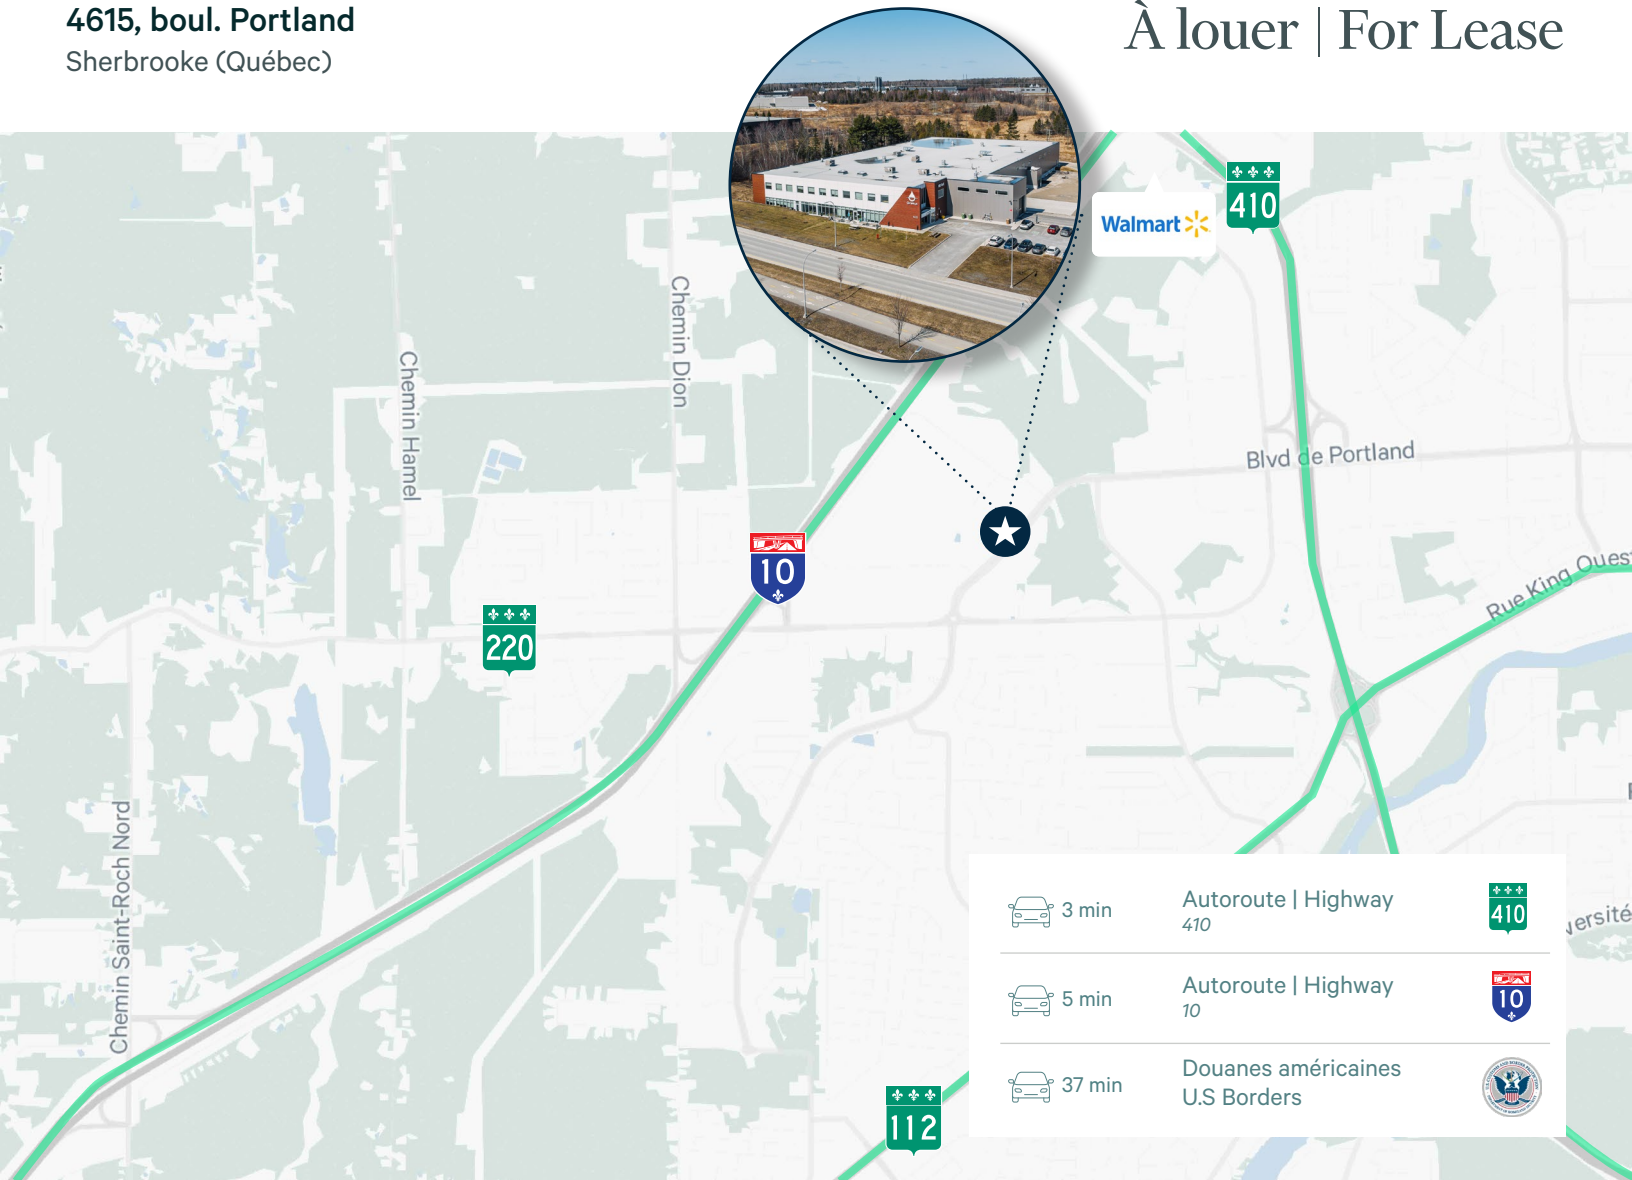 4615, boul. Portland
Sherbrooke (Québec)
À louer | For Lease
Walmart
410
Chemin Dion
Chemin Hamel
Blvd de Portland
10
Rue King Ouest
220
Chemin Saint-Roch Nord
112
3 min
Autoroute | Highway
410
410
5 min
Autoroute | Highway
10
10
37 min
Douanes américaines
U.S Borders